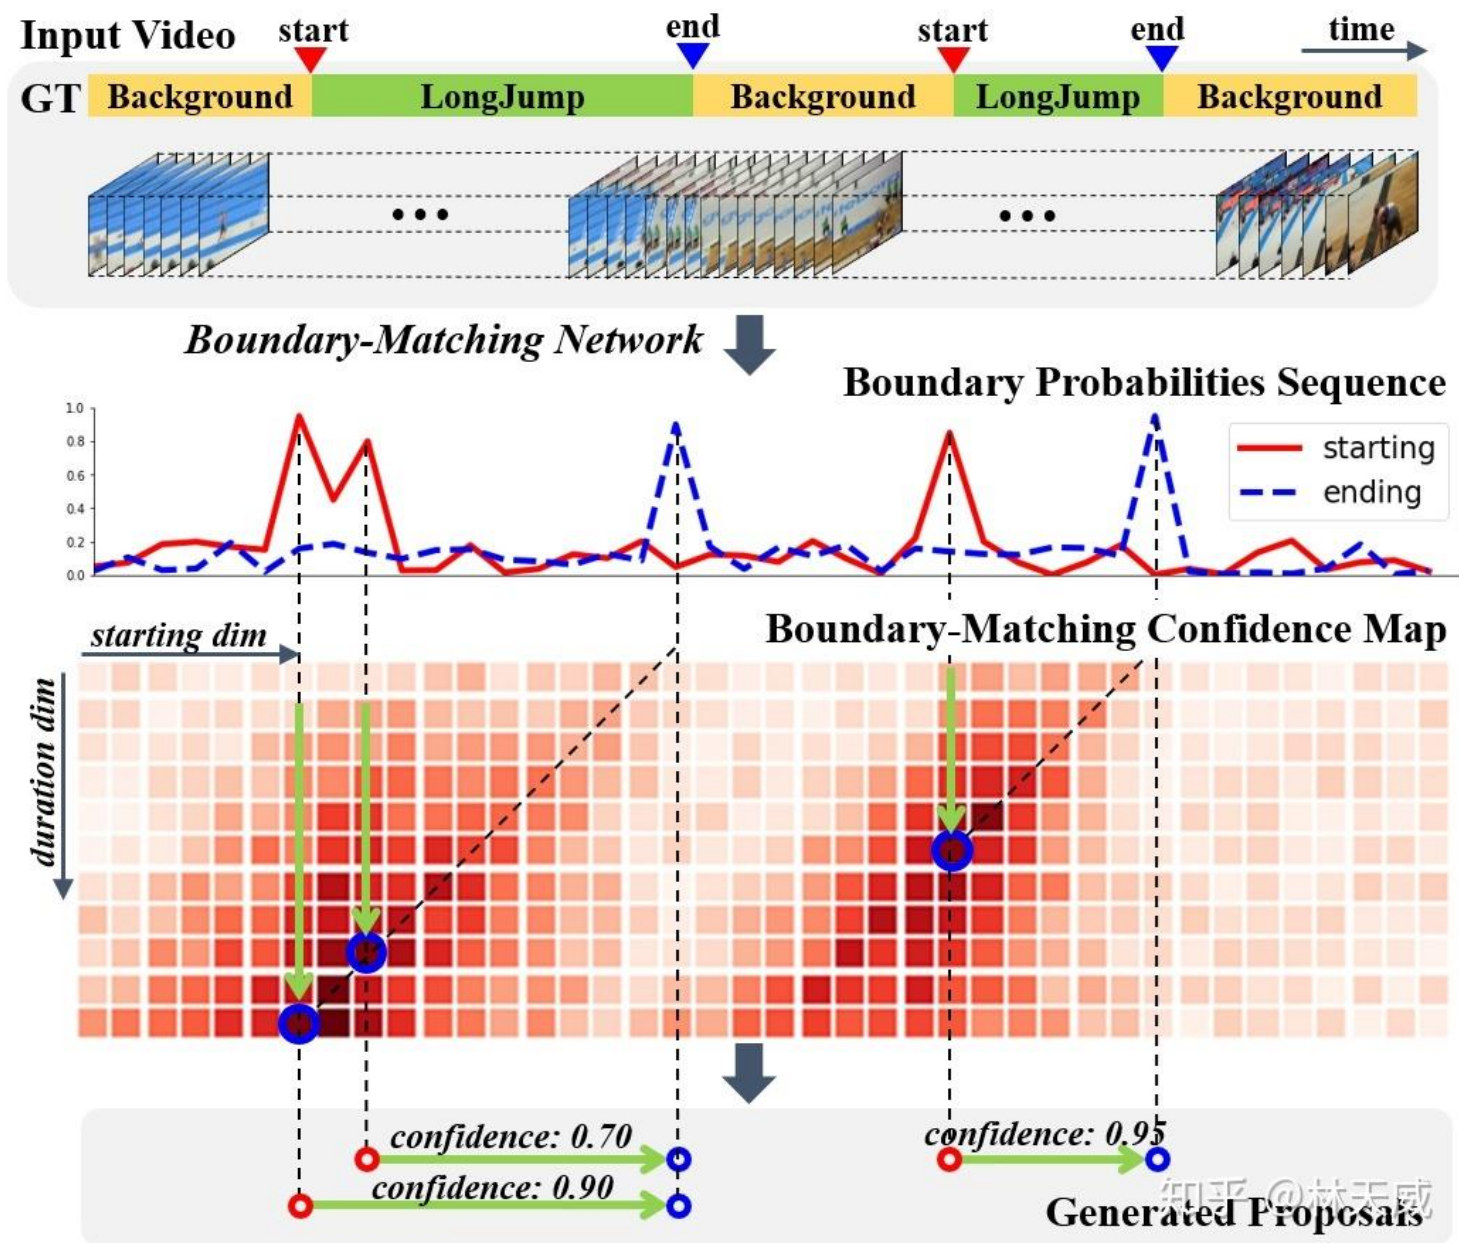 Input Video
start
end
start
end
time
GT
Background
LongJump
Background
LongJump
Background
Boundary-Matching Network
Boundary Probabilities Sequence
1.0
0.8
0.6
0.4
0.2
0.0
starting
ending
Boundary-Matching Confidence Map
starting dim
duration dim
confidence: 0.70
confidence: 0.95
confidence: 0.90
Generated Proposals
知乎 @林天威